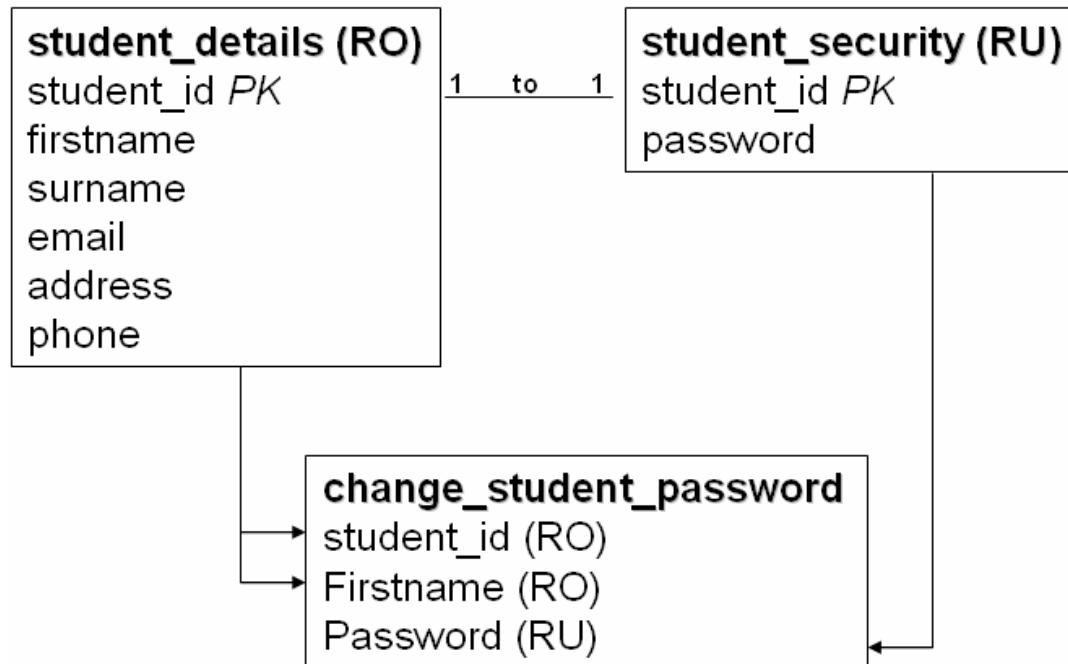 student_details (RO)
student_id PK
firstname
surname
email
address
phone
1 to 1
student_security (RU)
student_id PK
password
change_student_password
student_id (RO)
Firstname (RO)
Password (RU)